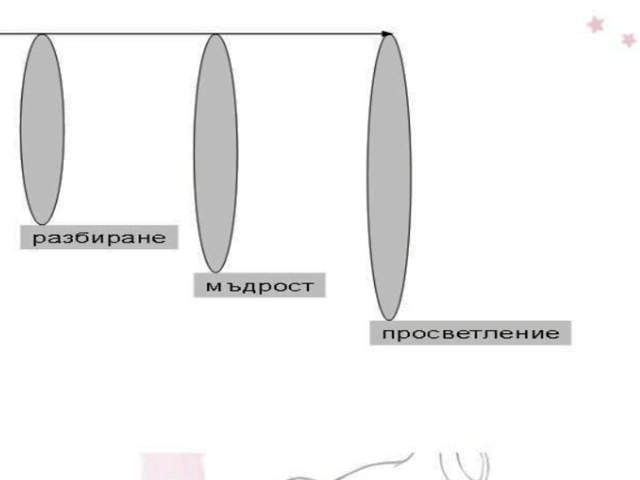 разбиране
мъдрост
просветление